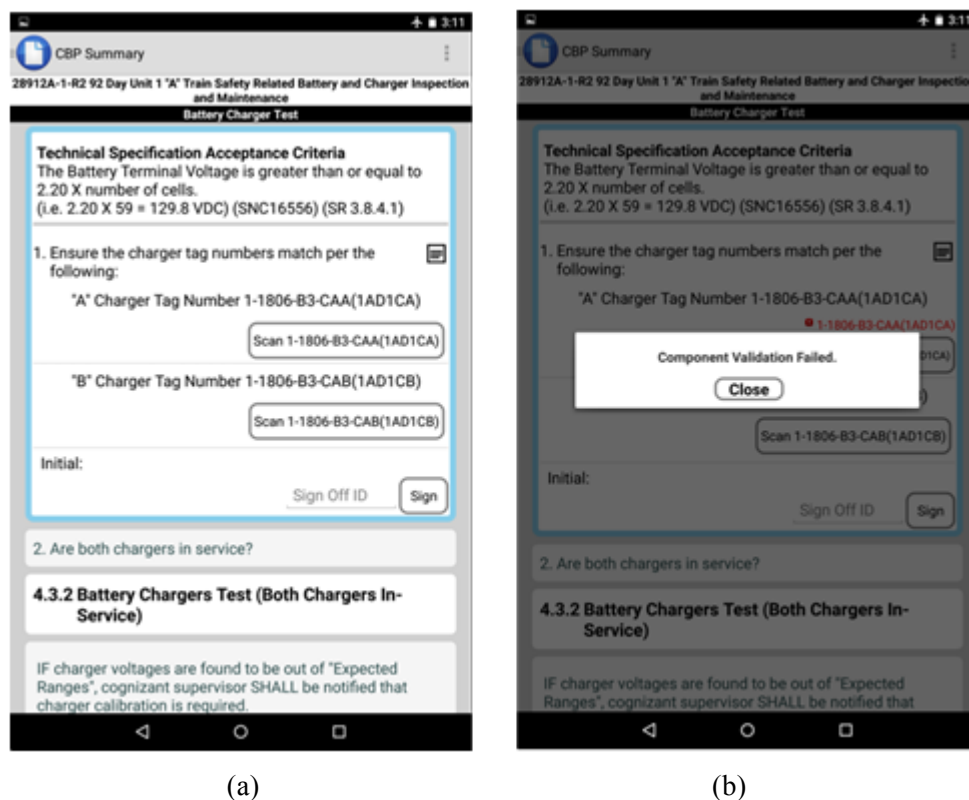 3:11
CBP Summary
28912A-1-R2 92 Day Unit 1 "A" Train Safety Related Battery and Charger Inspection
and Maintenance
Battery Charger Test
Technical Specification Acceptance Criteria
The Battery Terminal Voltage is greater than or equal to
2.20 X number of cells.
(i.e. 2.20 X 59 = 129.8 VDC) (SNC16556) (SR 3.8.4.1)
1. Ensure the charger tag numbers match per the
following:
"A" Charger Tag Number 1-1806-B3-CAA(1AD1CA)
Scan 1-1806-B3-CAA(1AD1CA)
"B" Charger Tag Number 1-1806-B3-CAB(1AD1CB)
Scan 1-1806-B3-CAB(1AD1CB)
Initial:
Sign Off ID
Sign
2. Are both chargers in service?
4.3.2 Battery Chargers Test (Both Chargers In-
Service)
IF charger voltages are found to be out of "Expected
Ranges", cognizant supervisor SHALL be notified that
charger calibration is required.
(a)
3:11
CBP Summary
28912A-1-R2 92 Day Unit 1 "A" Train Safety Related Battery and Charger Inspectio
and Maintenance
Battery Charger Test
Technical Specification Acceptance Criteria
The Battery Terminal Voltage is greater than or equal to
2.20 X number of cells.
(i.e. 2.20 X 59 = 129.8 VDC) (SNC16556) (SR 3.8.4.1)
1. Ensure the charger tag numbers match per the
following:
"A" Charger Tag Number 1-1806-B3-CAA(1AD1CA)
1-1806-B3-CAA(1AD1CA)
D1CA)
Component Validation Failed.
Close
)
Scan 1-1806-B3-CAB(1AD1CB)
Initial:
Sign Off ID
Sign
2. Are both chargers in service?
4.3.2 Battery Chargers Test (Both Chargers In-
Service)
IF charger voltages are found to be out of "Expected
Ranges", cognizant supervisor SHALL be notified that
(b)